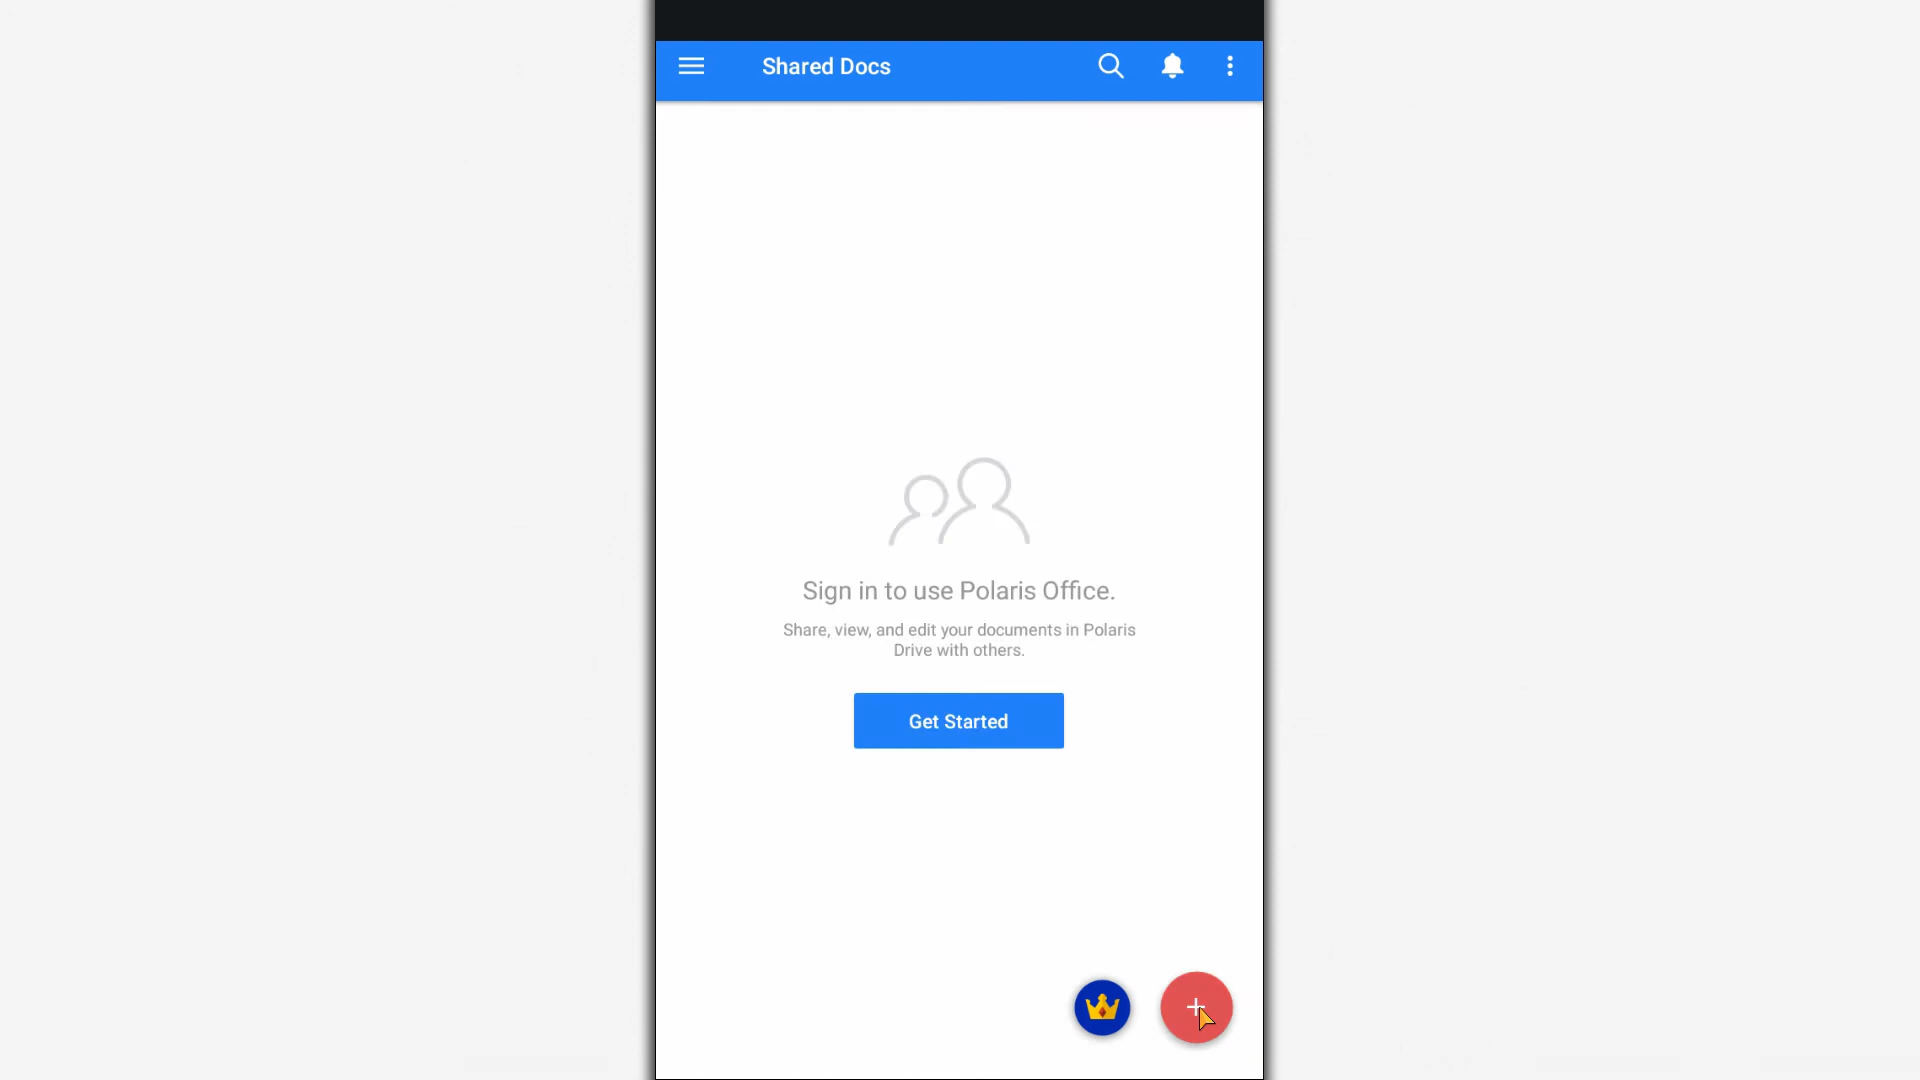 Shared Docs
Sign in to use Polaris Office.
Share, view, and edit your documents in Polaris
Drive with others.
Get Started